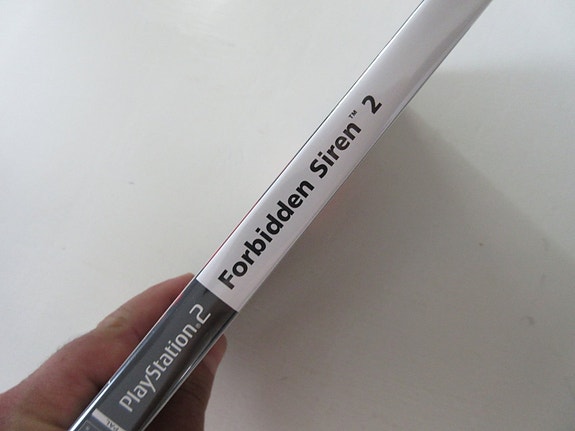 PlayStation.2
Forbidden Siren™ 2